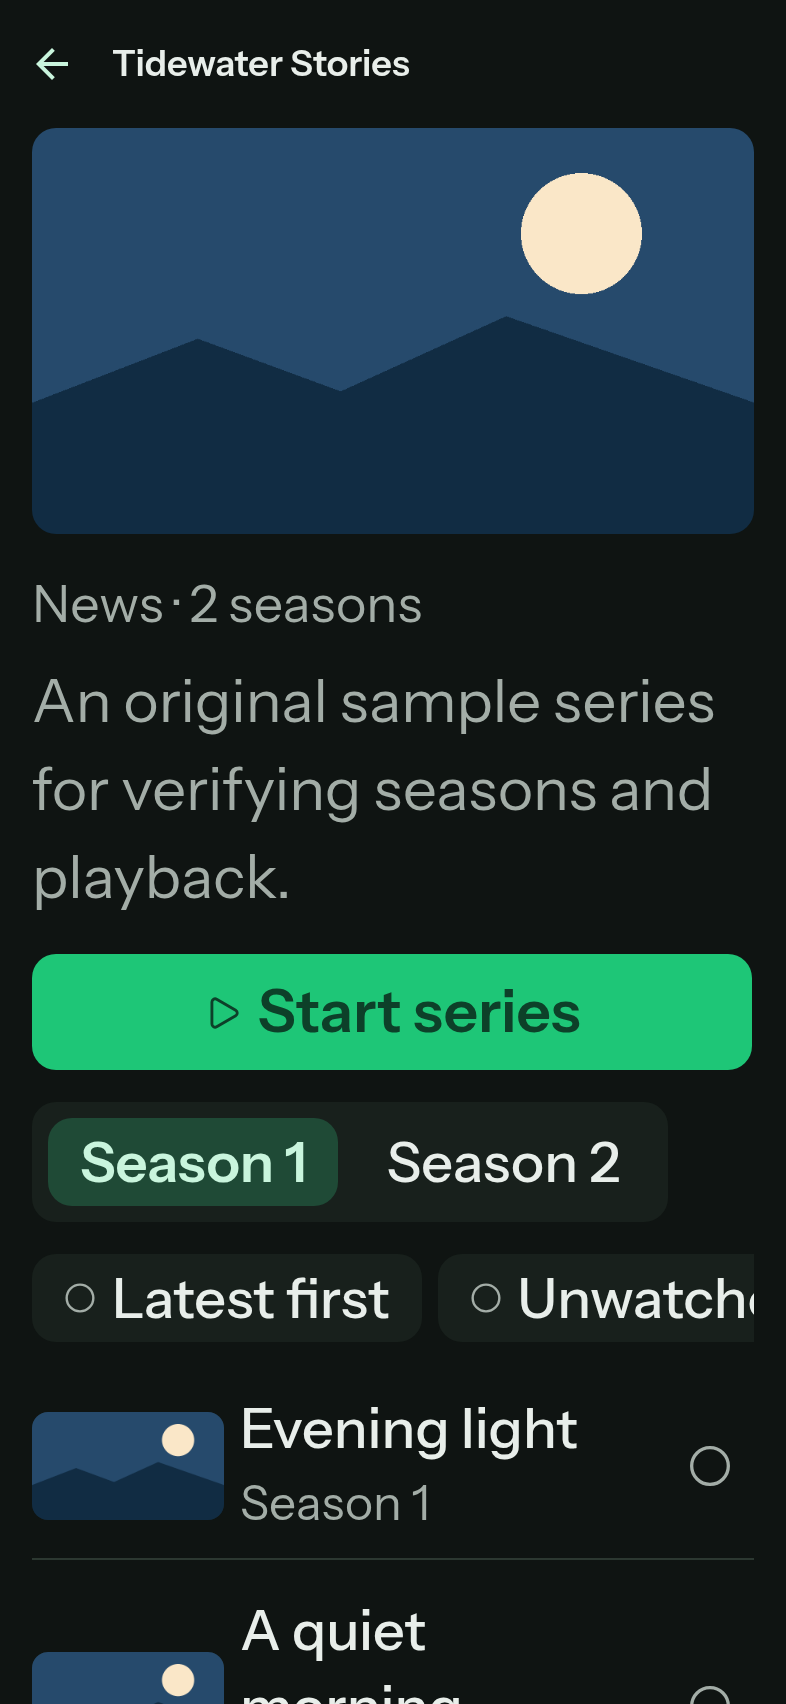 Tidewater Stories
News · 2 seasons
An original sample series
for verifying seasons and
playback.
Start series
Season 1
Season 2
Latest first
Evening light
Season 1
A quiet
morning